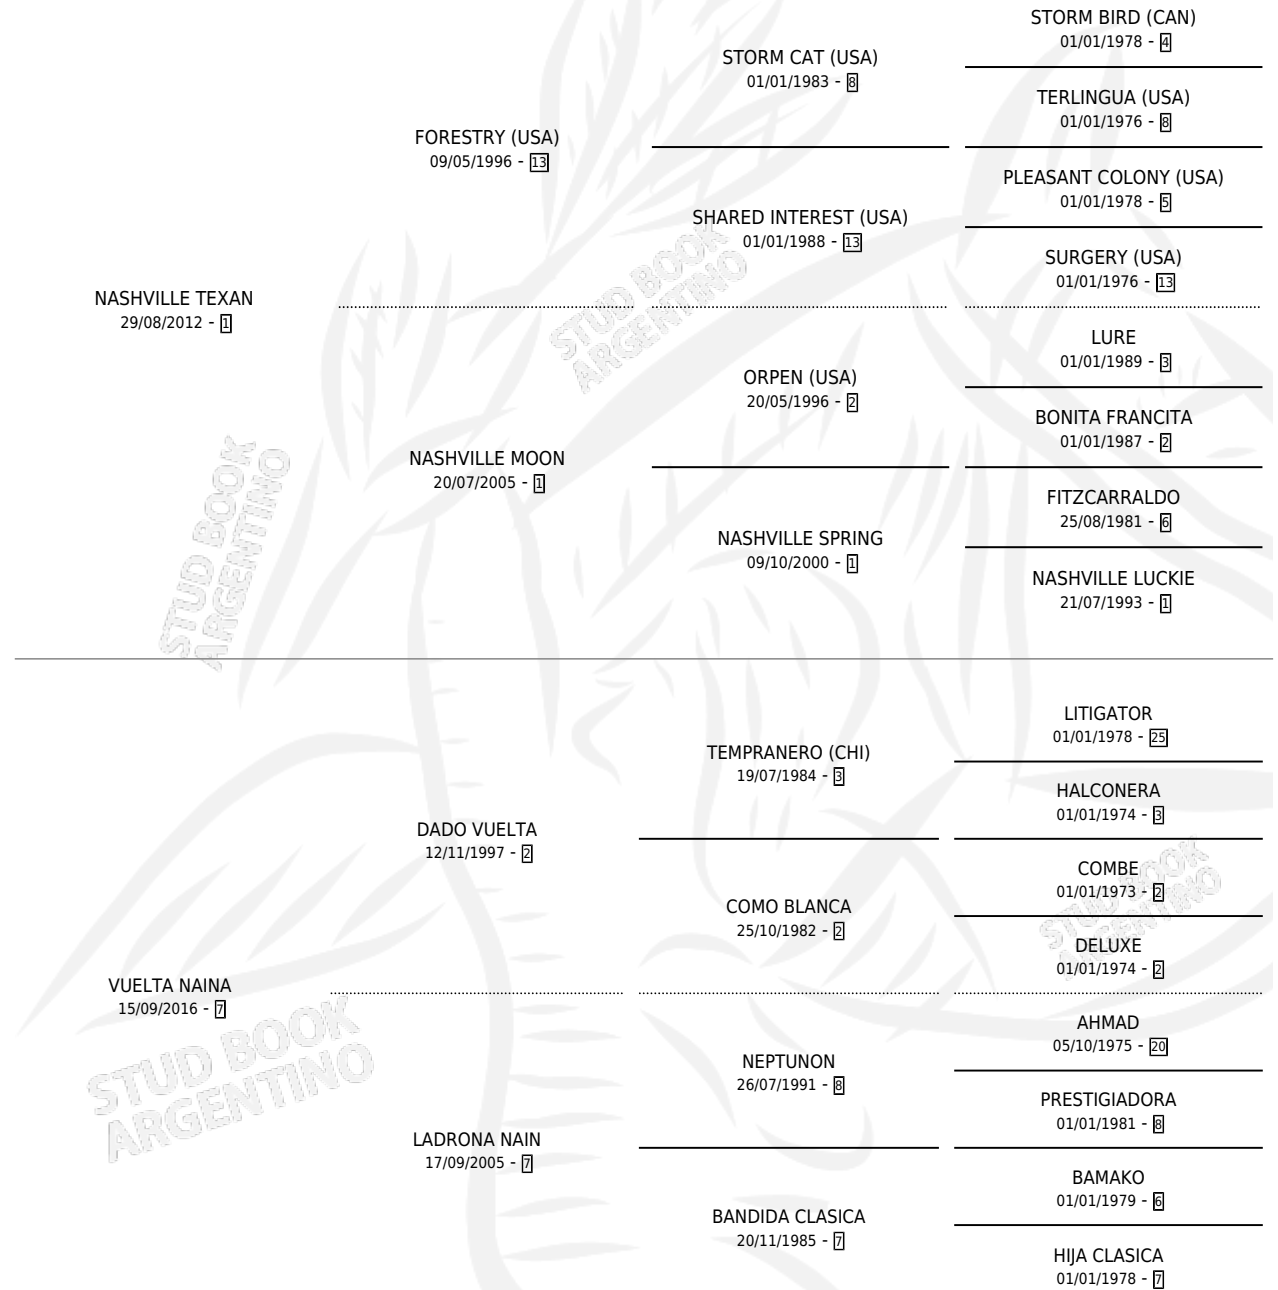 STORM BIRD (CAN)
01/01/1978 - 4
STORM CAT (USA)
01/01/1983 - 8
TERLINGUA (USA)
01/01/1976 - 8
FORESTRY (USA)
09/05/1996 - 13
PLEASANT COLONY (USA)
01/01/1978 - 5
SHARED INTEREST (USA)
01/01/1988 - 13
SURGERY (USA)
01/01/1976 - 13
NASHVILLE TEXAN
29/08/2012 - 1
LURE
01/01/1989 - 3
ORPEN (USA)
20/05/1996 - 2
BONITA FRANCITA
01/01/1987 - 2
NASHVILLE MOON
20/07/2005 - 1
FITZCARRALDO
25/08/1981 - 6
NASHVILLE SPRING
09/10/2000 - 1
NASHVILLE LUCKIE
21/07/1993 - 1
LITIGATOR
01/01/1978 - 25
TEMPRANERO (CHI)
19/07/1984 - 3
HALCONERA
01/01/1974 - 3
DADO VUELTA
12/11/1997 - 2
COMBE
01/01/1973 - 2
COMO BLANCA
25/10/1982 - 2
DELUXE
01/01/1974 - 2
VUELTA NAINA
15/09/2016 - 7
AHMAD
05/10/1975 - 20
NEPTUNON
26/07/1991 - 8
PRESTIGIADORA
01/01/1981 - 8
LADRONA NAIN
17/09/2005 - 7
BAMAKO
01/01/1979 - 6
BANDIDA CLASICA
20/11/1985 - 7
HIJA CLASICA
01/01/1978 - 7
STUD BOOK
ARGENTINO
STUD BOOK
ARGENTINO
STUD BOOK
ARGENTINO
STUD BOOK
ARGENTINO